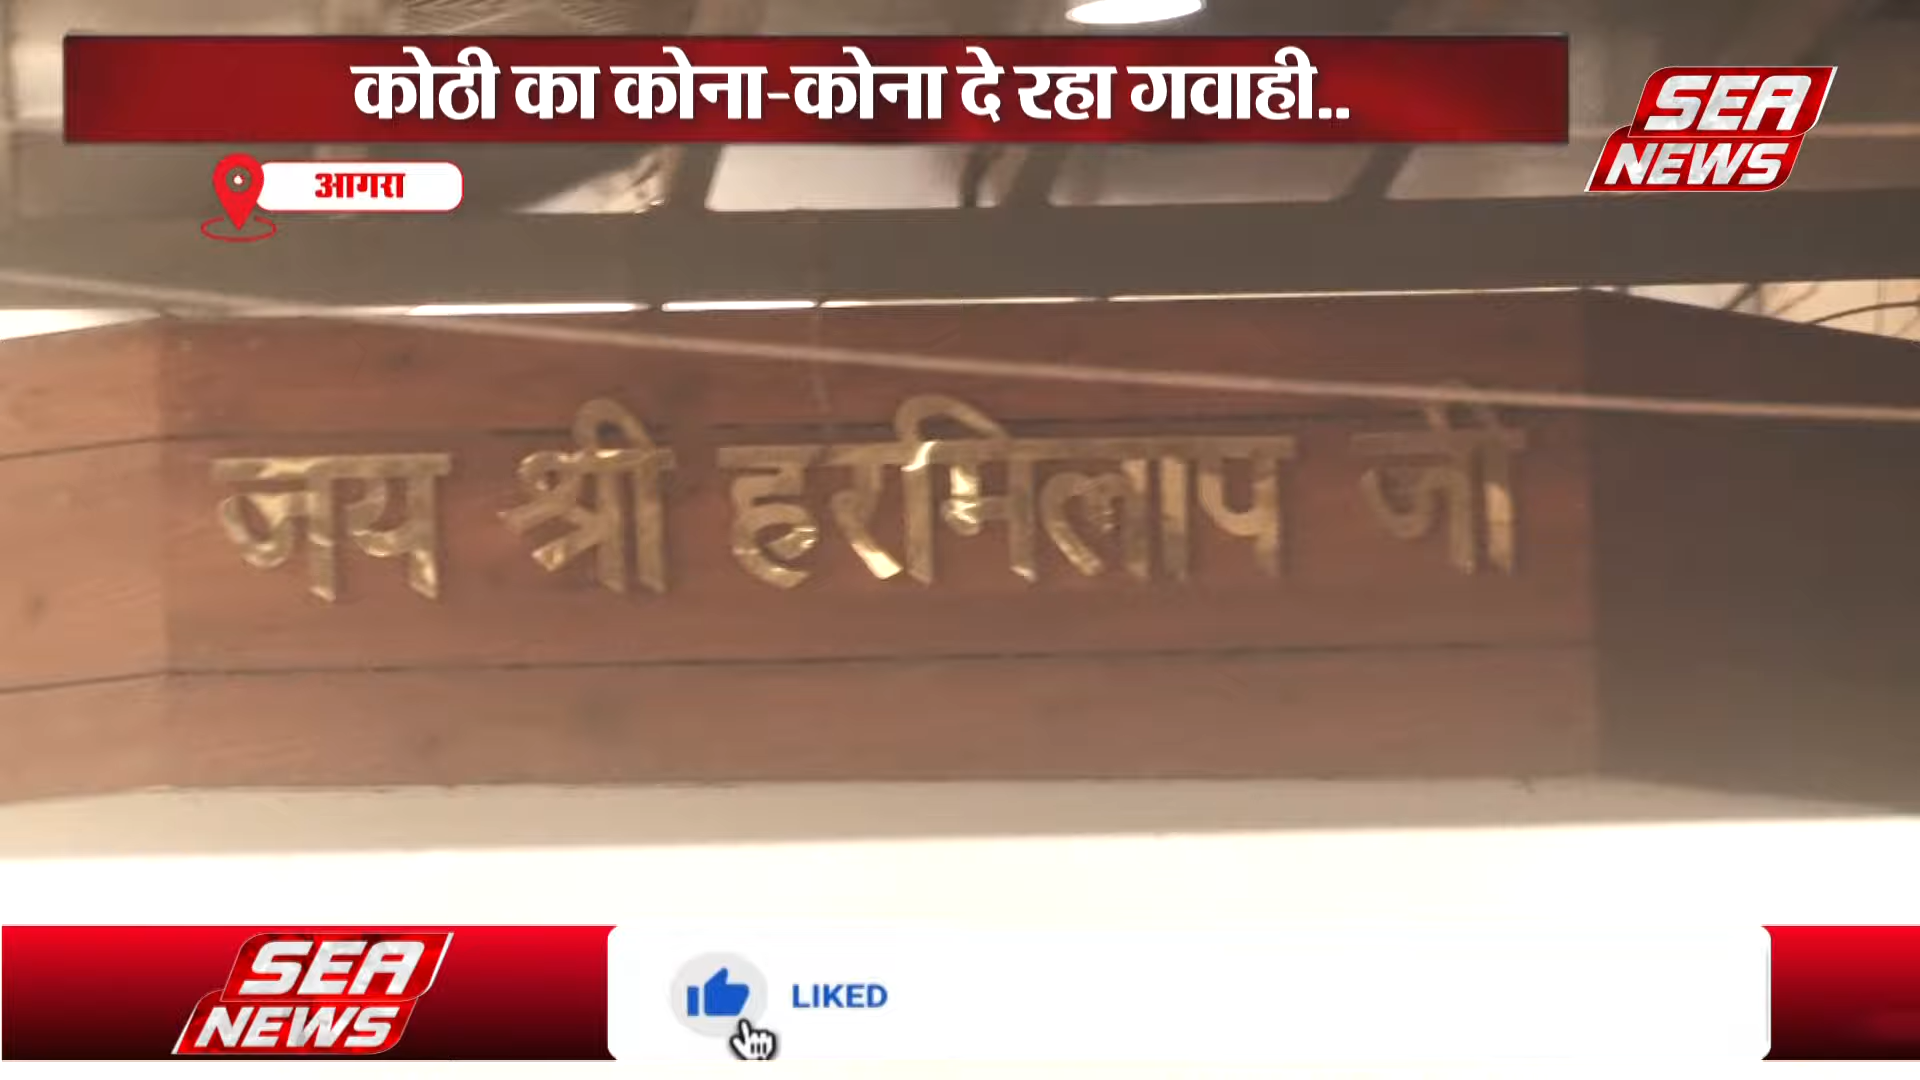 कोठी का कोना-कोना दे रहा गवाही..
SEA
NEWS
आगरा
जय श्री हरमिलाप जी
SEA
NEWS
LIKED